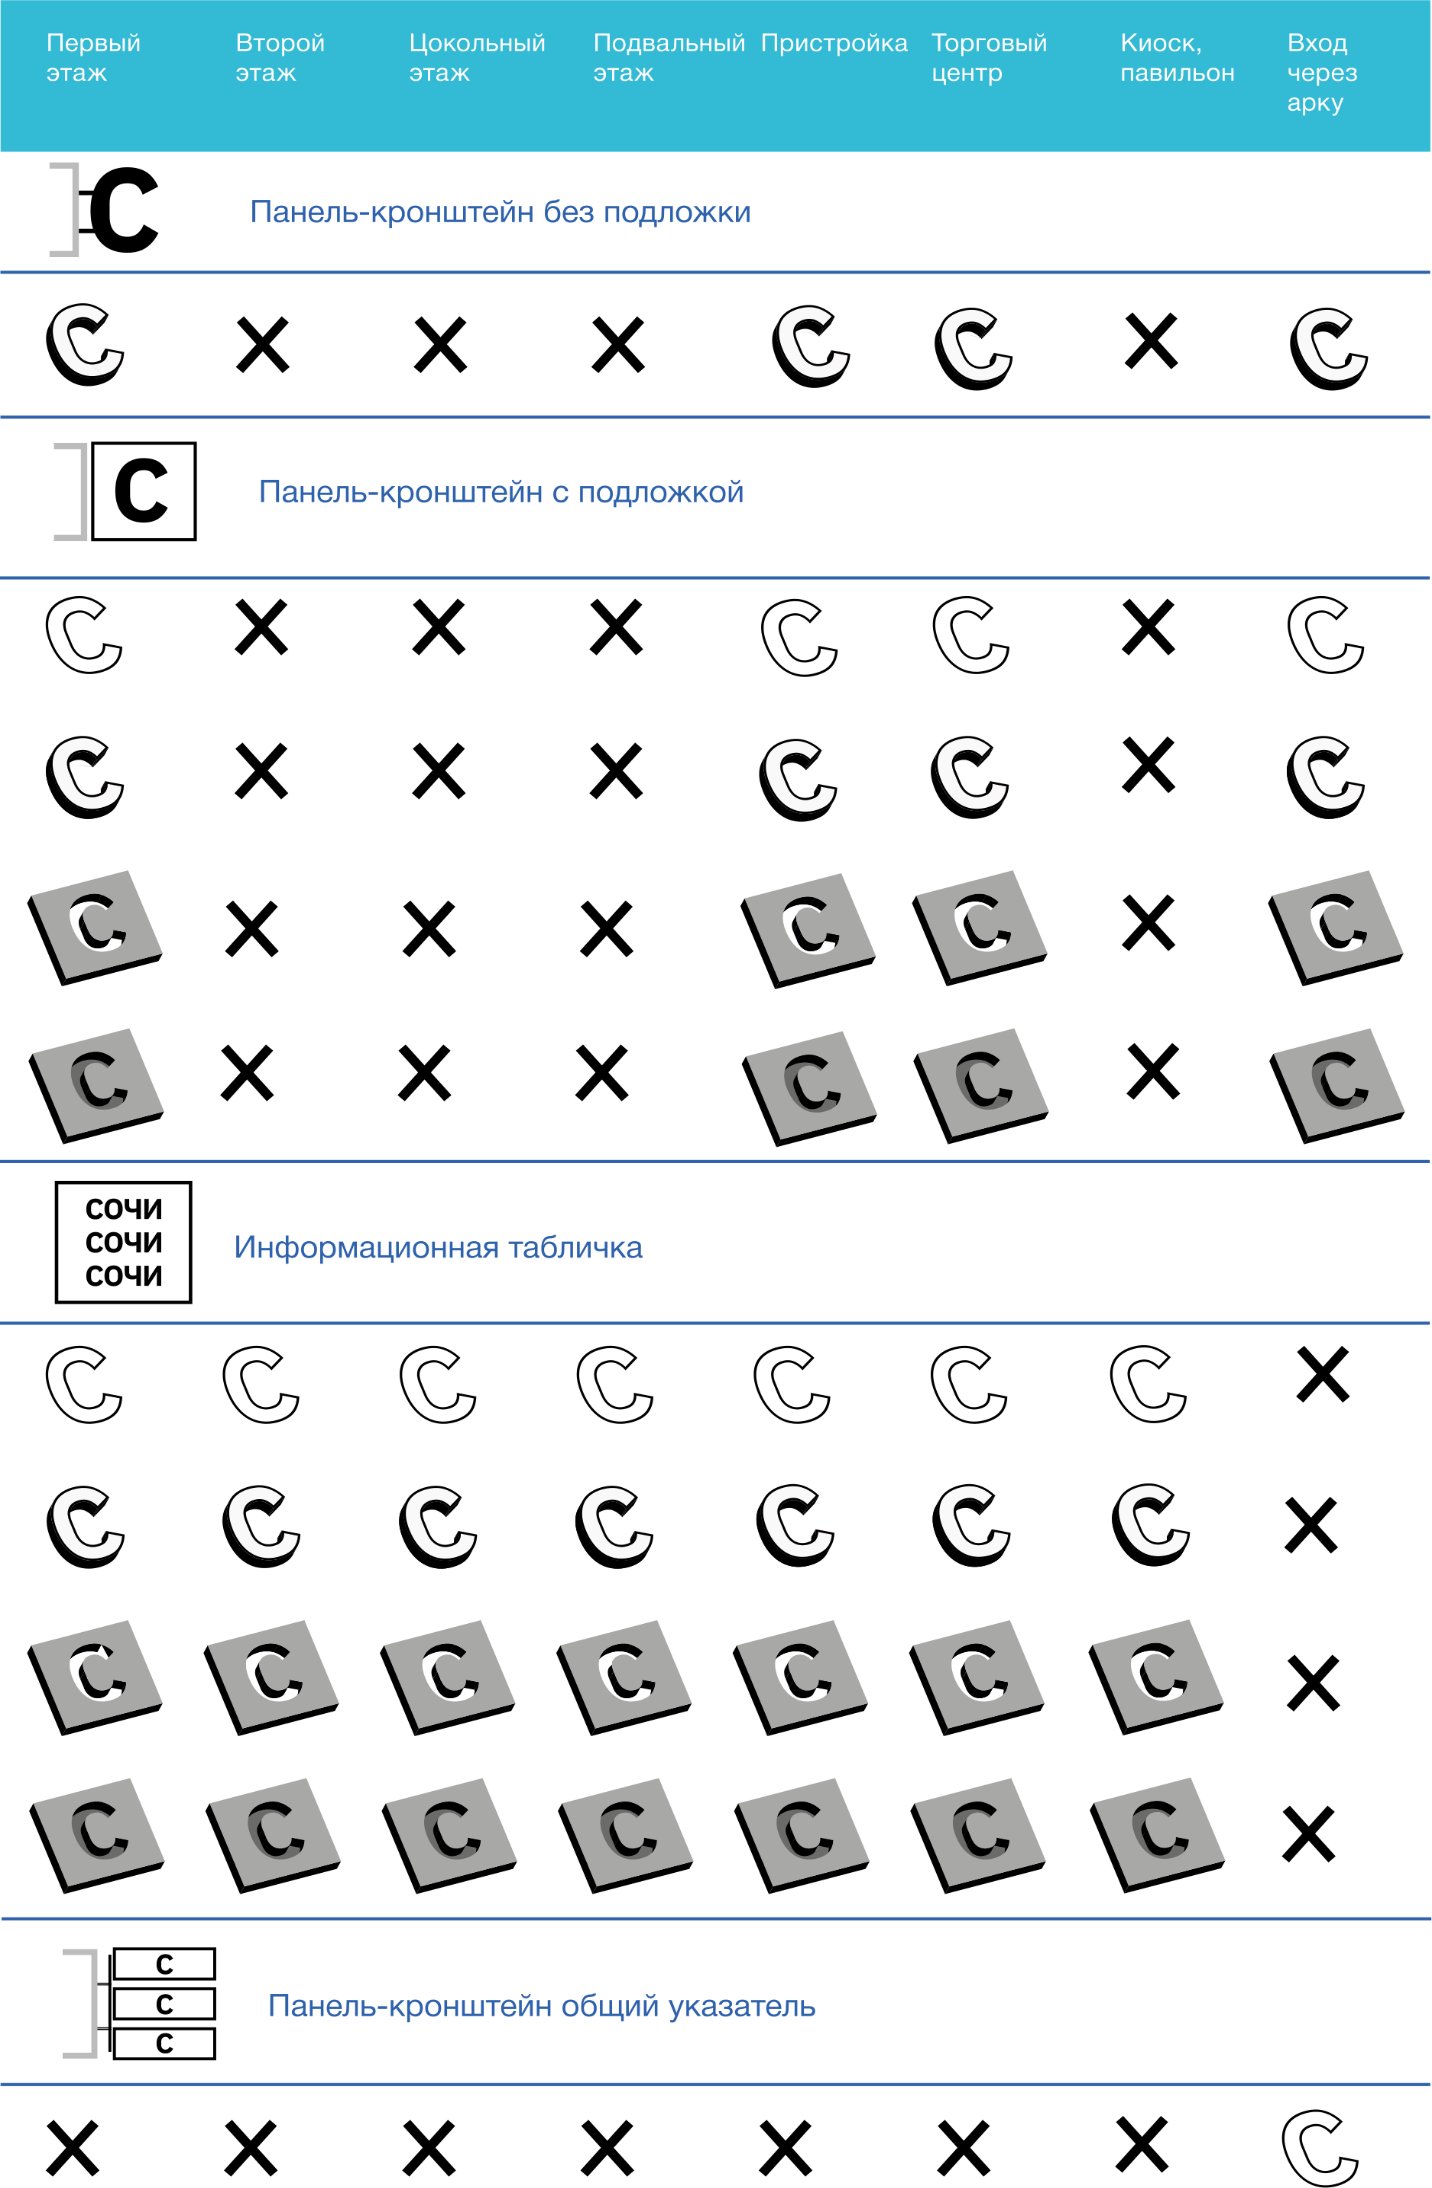 Первый этаж
Второй этаж
Цокольный этаж
Подвальный этаж
Пристройка
Торговый центр
Киоск, павильон
Вход через арку
С
Панель-кронштейн без подложки
С С С С
С
Панель-кронштейн с подложкой
С С С С
С С С С
С С С С
С С С С
СОЧИ
СОЧИ
СОЧИ
Информационная табличка
С С С С С С С
С С С С С С С
С С С С С С С
С С С С С С С
С
С
С
Панель-кронштейн общий указатель
С